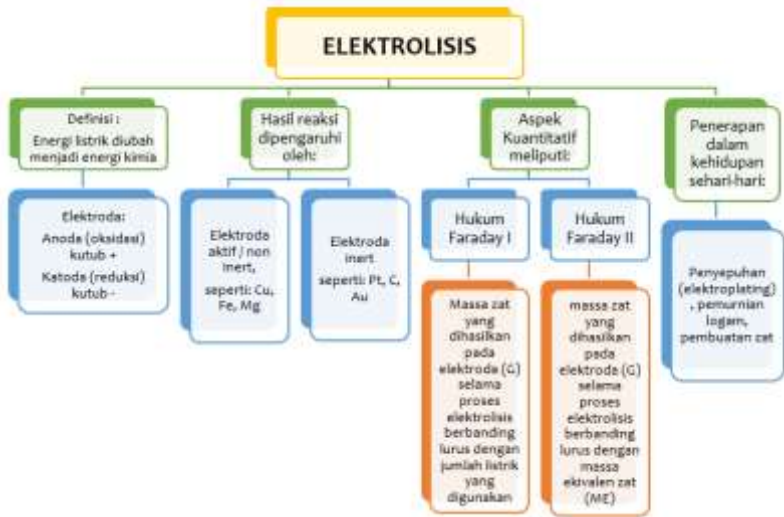 ELEKTROLISIS
Definisi :
Energi listrik diubah
menjadi energi kimia
Elektroda:
Anoda (oksidasi)
kutub +
Katoda (reduksi)
kutub -
Hasil reaksi
dipengaruhi
oleh:
Elektroda
aktif / non
inert,
seperti: Cu,
Fe, Mg
Elektroda
inert
seperti: Pt, C,
Au
Aspek
Kuantitatif
meliputi:
Hukum
Faraday I
Massa zat
yang
dihasilkan
pada
elektroda (G)
selama
proses
elektrolisis
berbanding
lurus dengan
jumlah listrik
yang
digunakan
Hukum
Faraday II
massa zat
yang
dihasilkan
pada
elektroda (G)
selama
proses
elektrolisis
berbanding
lurus dengan
massa
ekivalen zat
(ME)
Penerapan
dalam
kehidupan
sehari-hari:
Penyepuhan
(elektroplating)
, pemurnian
logam,
pembuatan zat